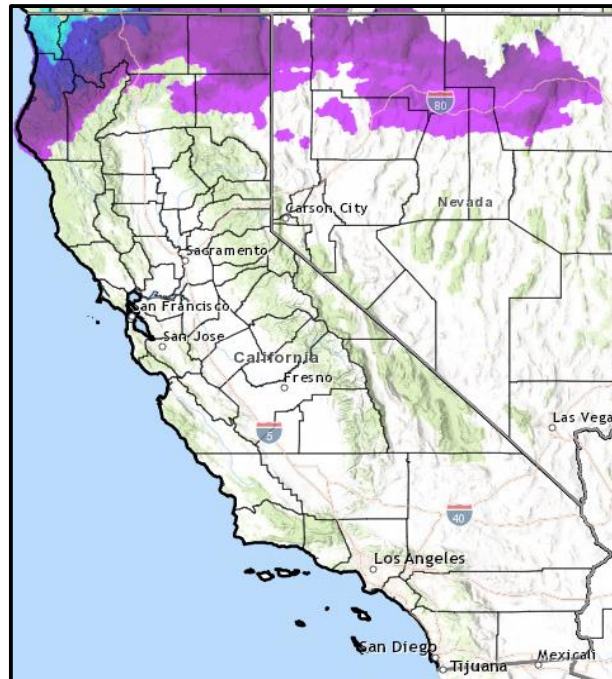 80
Nevada
Carson City
Sacramento
San Francisco
San Jose
California
Fresno
5
Las Vega
40
Los Angeles
San Diego
Tijuana
Mexicali